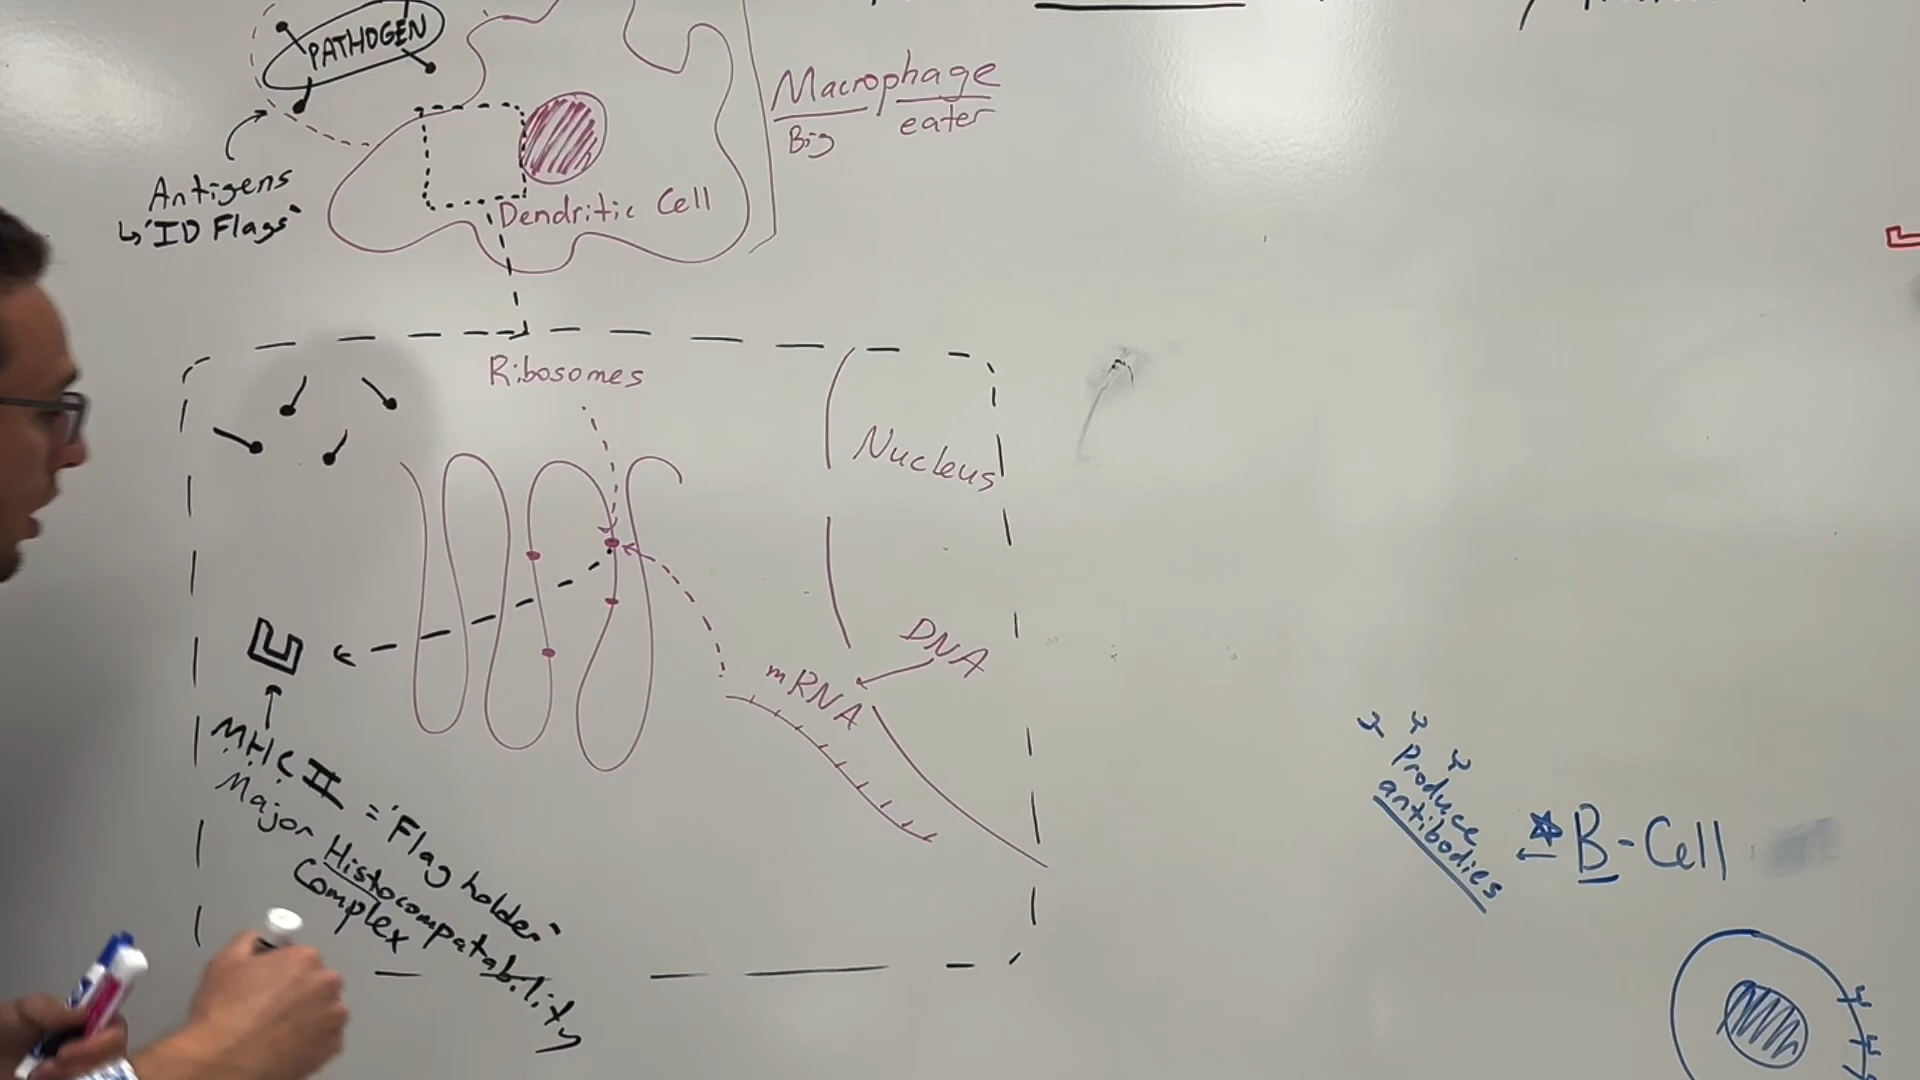 PATHOGEN
Macrophage
Big eater
Antigens
↳ "ID Flags"
Dendritic Cell
Ribosomes
Nucleus
DNA
mRNA
MHC II = "Flag holder"
Major Histocompatability
Complex
Produce
antibodies
B-Cell